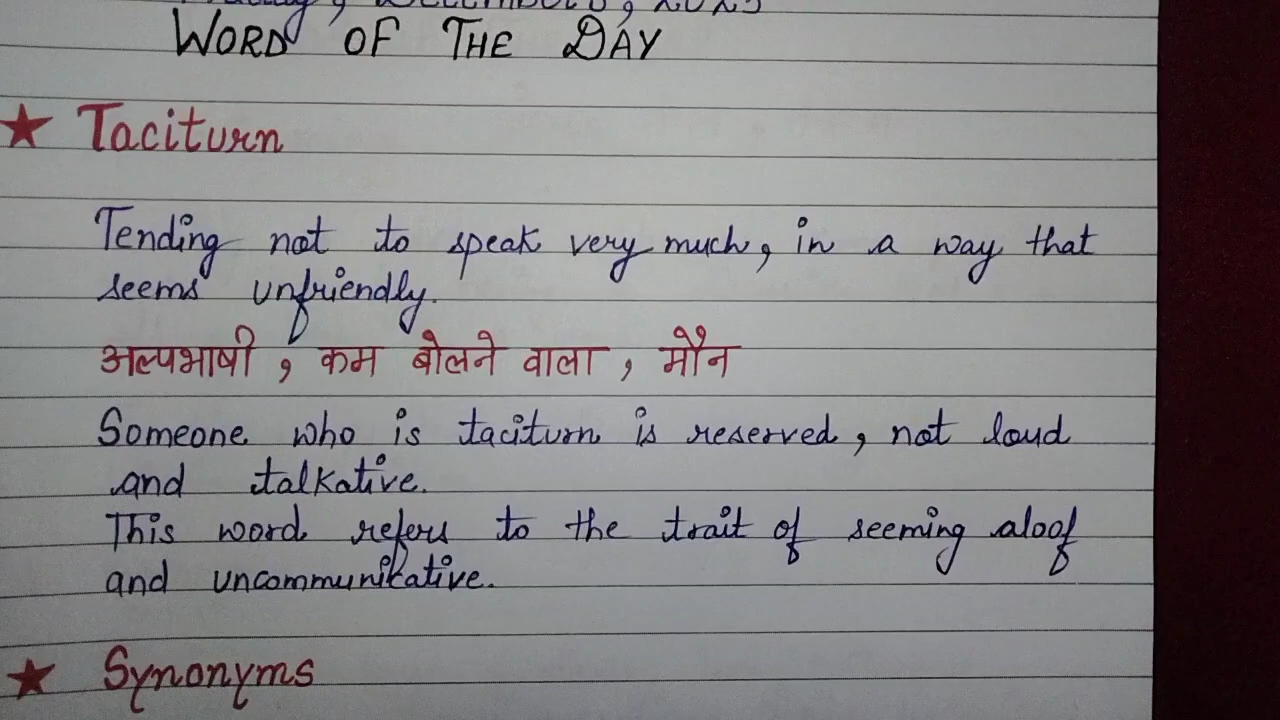 WORD OF THE DAY
★ Taciturn
Tending not to speak very much, in a way that
seems unfriendly.
अल्पभाषी, कम बोलने वाला, मौन
Someone who is taciturn is reserved, not loud
and talkative.
This word refers to the trait of seeming aloof
and uncommunikative.
★ Synonyms